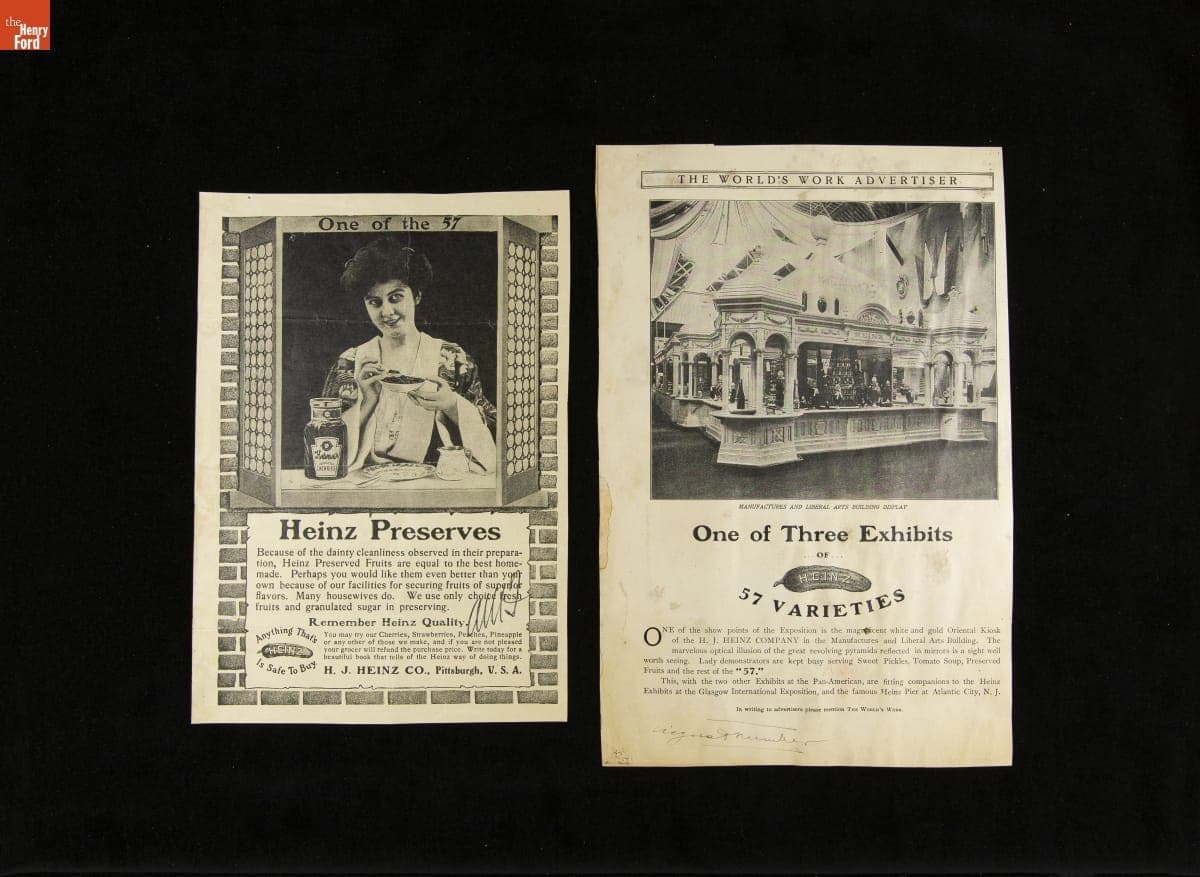 the
Henry
Ford
One of the 57
CHERRIES
Heinz Preserves
Because of the dainty cleanliness observed in their prepara-
tion, Heinz Preserved Fruits are equal to the best home-
made. Perhaps you would like them even better than your
own because of our facilities for securing fruits of superior
flavors. Many housewives do. We use only choice fresh
fruits and granulated sugar in preserving.
Remember Heinz Quality.
Anything That's
HEINZ
Is Safe To Buy.
You may try our Cherries, Strawberries, Peaches, Pineapple
or any other of those we make, and if you are not pleased
your grocer will refund the purchase price. Write today for a
beautiful book that tells of the Heinz way of doing things.
H. J. HEINZ CO., Pittsburgh, U. S. A.
THE WORLD'S WORK ADVERTISER
MANUFACTURES AND LIBERAL ARTS BUILDING DISPLAY
One of Three Exhibits
...OF...
HEINZ
57 VARIETIES
ONE of the show points of the Exposition is the magnificent white and gold Oriental Kiosk
of the H. J. HEINZ COMPANY in the Manufactures and Liberal Arts Building. The
marvelous optical illusion of the great revolving pyramids reflected in mirrors is a sight well
worth seeing. Lady demonstrators are kept busy serving Sweet Pickles, Tomato Soup, Preserved
Fruits and the rest of the "57."
This, with the two other Exhibits at the Pan-American, are fitting companions to the Heinz
Exhibits at the Glasgow International Exposition, and the famous Heinz Pier at Atlantic City, N. J.
In writing to advertisers please mention THE WORLD'S WORK.